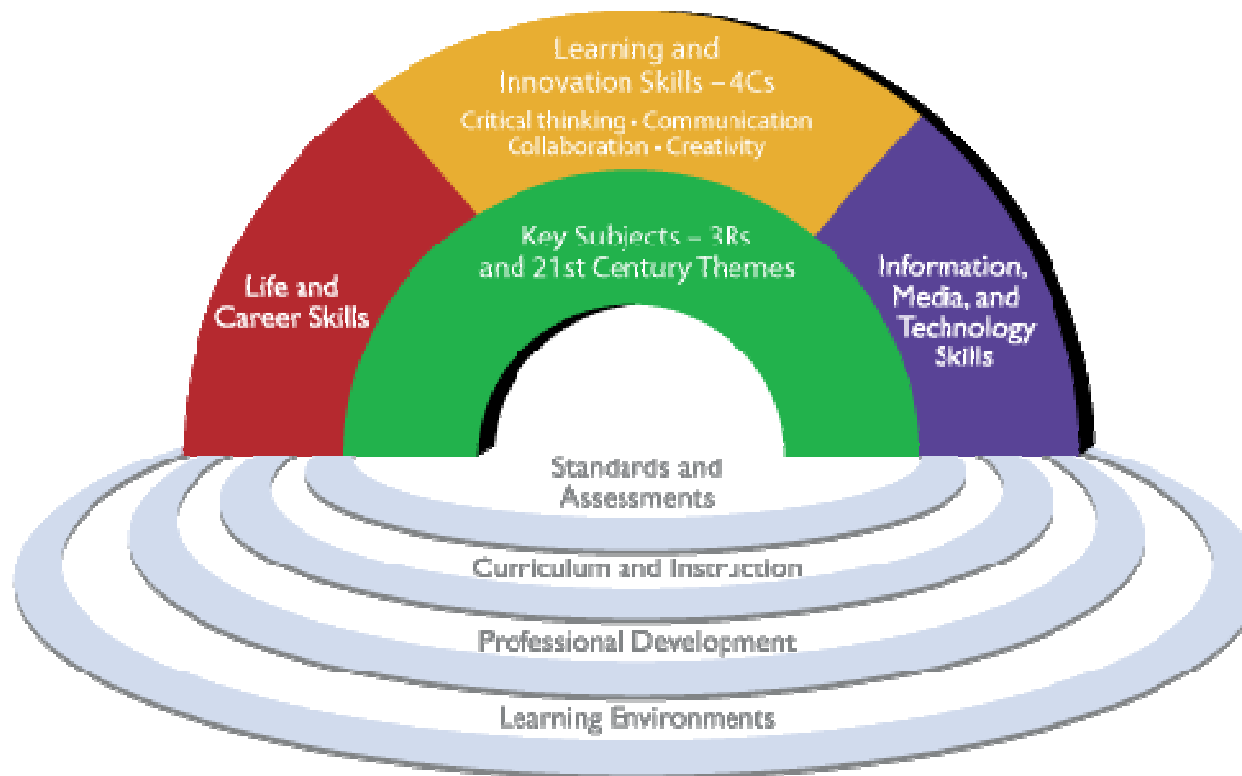 Learning and
Innovation Skills – 4Cs
Critical thinking • Communication
Collaboration • Creativity
Key Subjects – 3Rs
and 21st Century Themes
Life and
Career Skills
Information,
Media, and
Technology
Skills
Standards and
Assessments
Curriculum and Instruction
Professional Development
Learning Environments